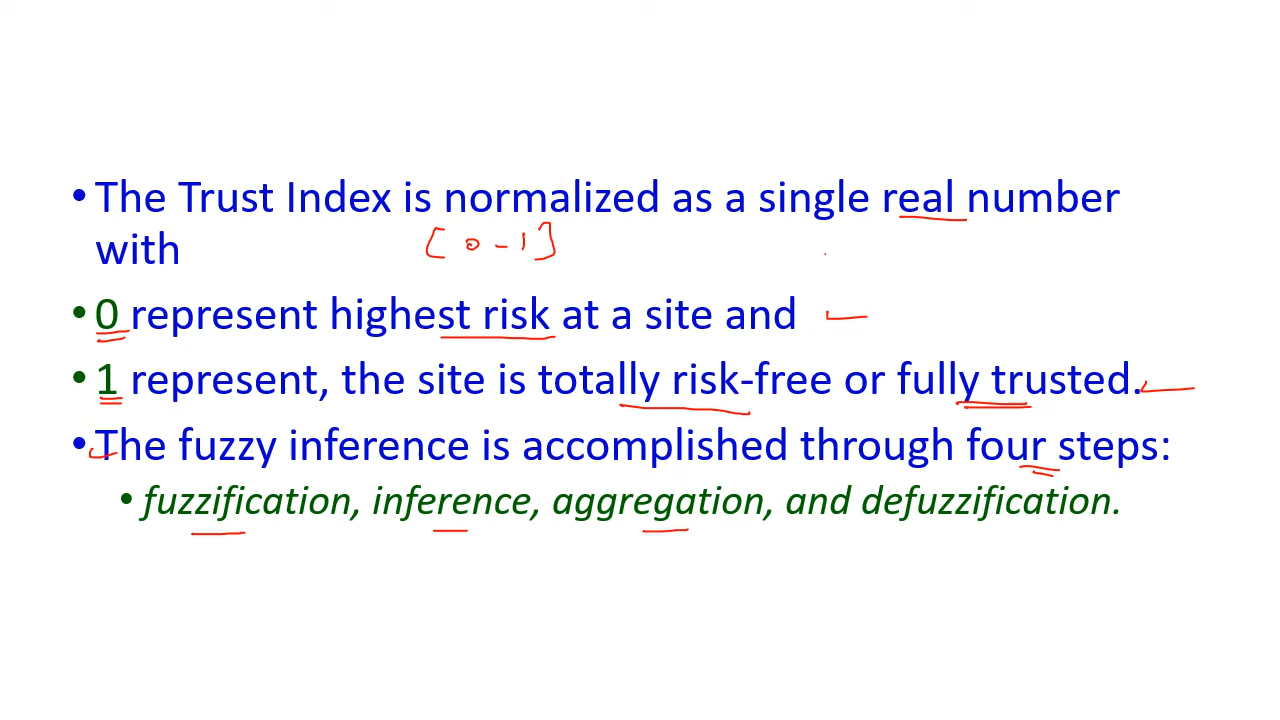 • The Trust Index is normalized as a single real number
with [0-1]
• 0 represent highest risk at a site and
• 1 represent, the site is totally risk-free or fully trusted.
• The fuzzy inference is accomplished through four steps:
• fuzzification, inference, aggregation, and defuzzification.